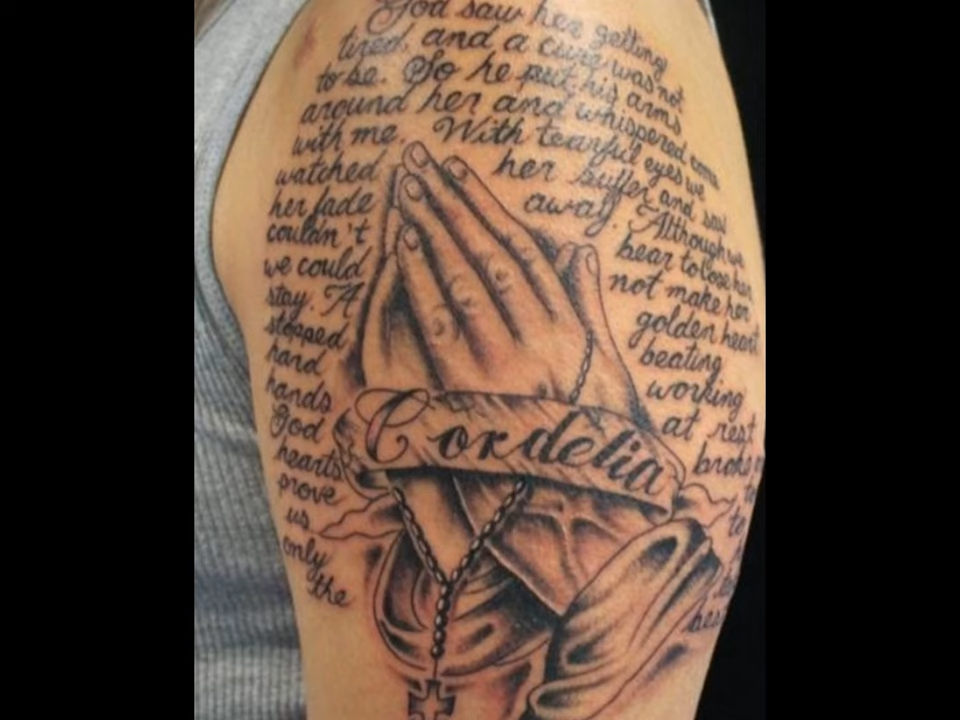 God saw her getting
tired, and a cure was not
to be. So he put his arms
around her and whispered come
with me. With tearful eyes we
watched her suffer and saw
her fade away. Although we
couldn't bear to loose her
we could not make her
stay. A golden heart
stopped beating
hard working
hands at rest
God broke
hearts to
prove
us
only
the
Cordelia